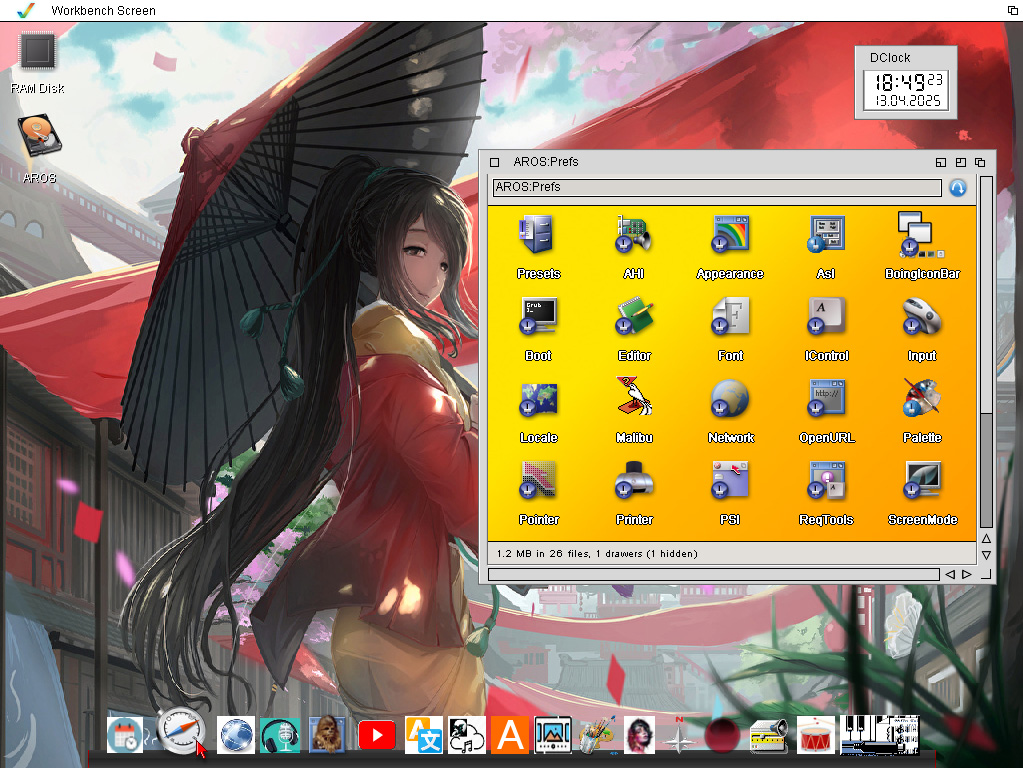 Workbench Screen
RAM Disk
AROS
DClock
18:49 23
13.04.2025
AROS:Prefs
AROS:Prefs
Presets AHI Appearance AsI BoingIconBar
Boot Editor Font IControl Input
Locale Malibu Network OpenURL Palette
Pointer Printer PSI ReqTools ScreenMode
1.2 MB in 26 files, 1 drawers (1 hidden)